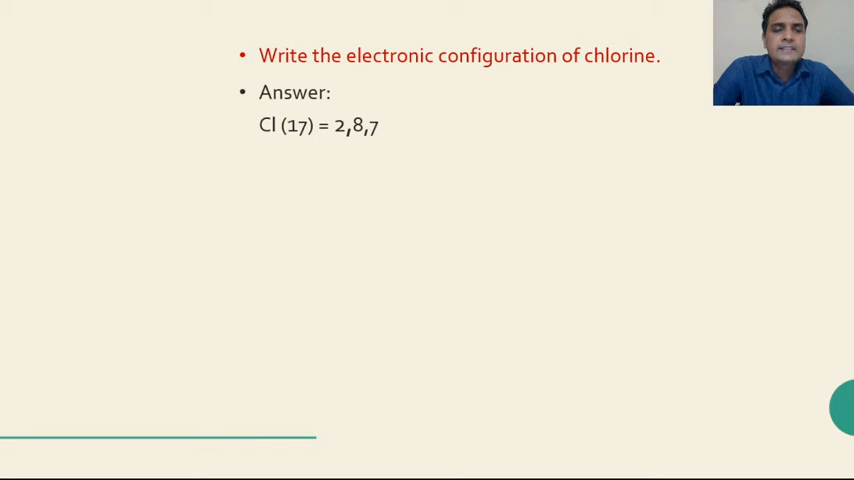 • Write the electronic configuration of chlorine.
• Answer:
Cl (17) = 2,8,7